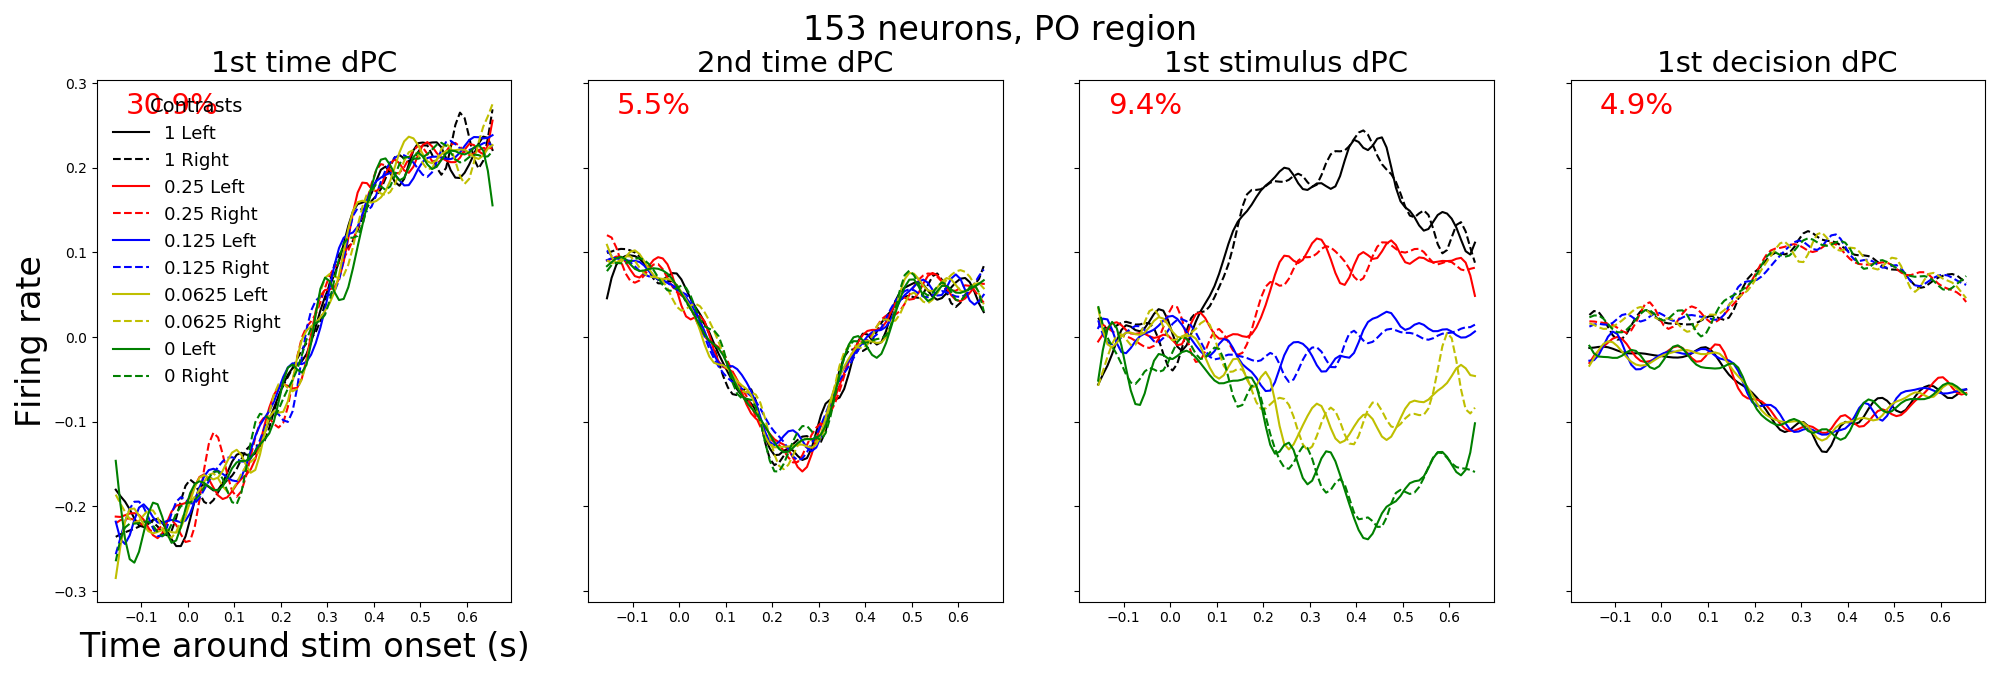 153 neurons, PO region
1st time dPC
2nd time dPC
1st stimulus dPC
1st decision dPC
30.9%
5.5%
9.4%
4.9%
Contrasts
1 Left
1 Right
0.25 Left
0.25 Right
0.125 Left
0.125 Right
0.0625 Left
0.0625 Right
0 Left
0 Right
Firing rate
0.3
0.2
0.1
0.0
−0.1
−0.2
−0.3
−0.1 0.0 0.1 0.2 0.3 0.4 0.5 0.6
−0.1 0.0 0.1 0.2 0.3 0.4 0.5 0.6
−0.1 0.0 0.1 0.2 0.3 0.4 0.5 0.6
−0.1 0.0 0.1 0.2 0.3 0.4 0.5 0.6
Time around stim onset (s)